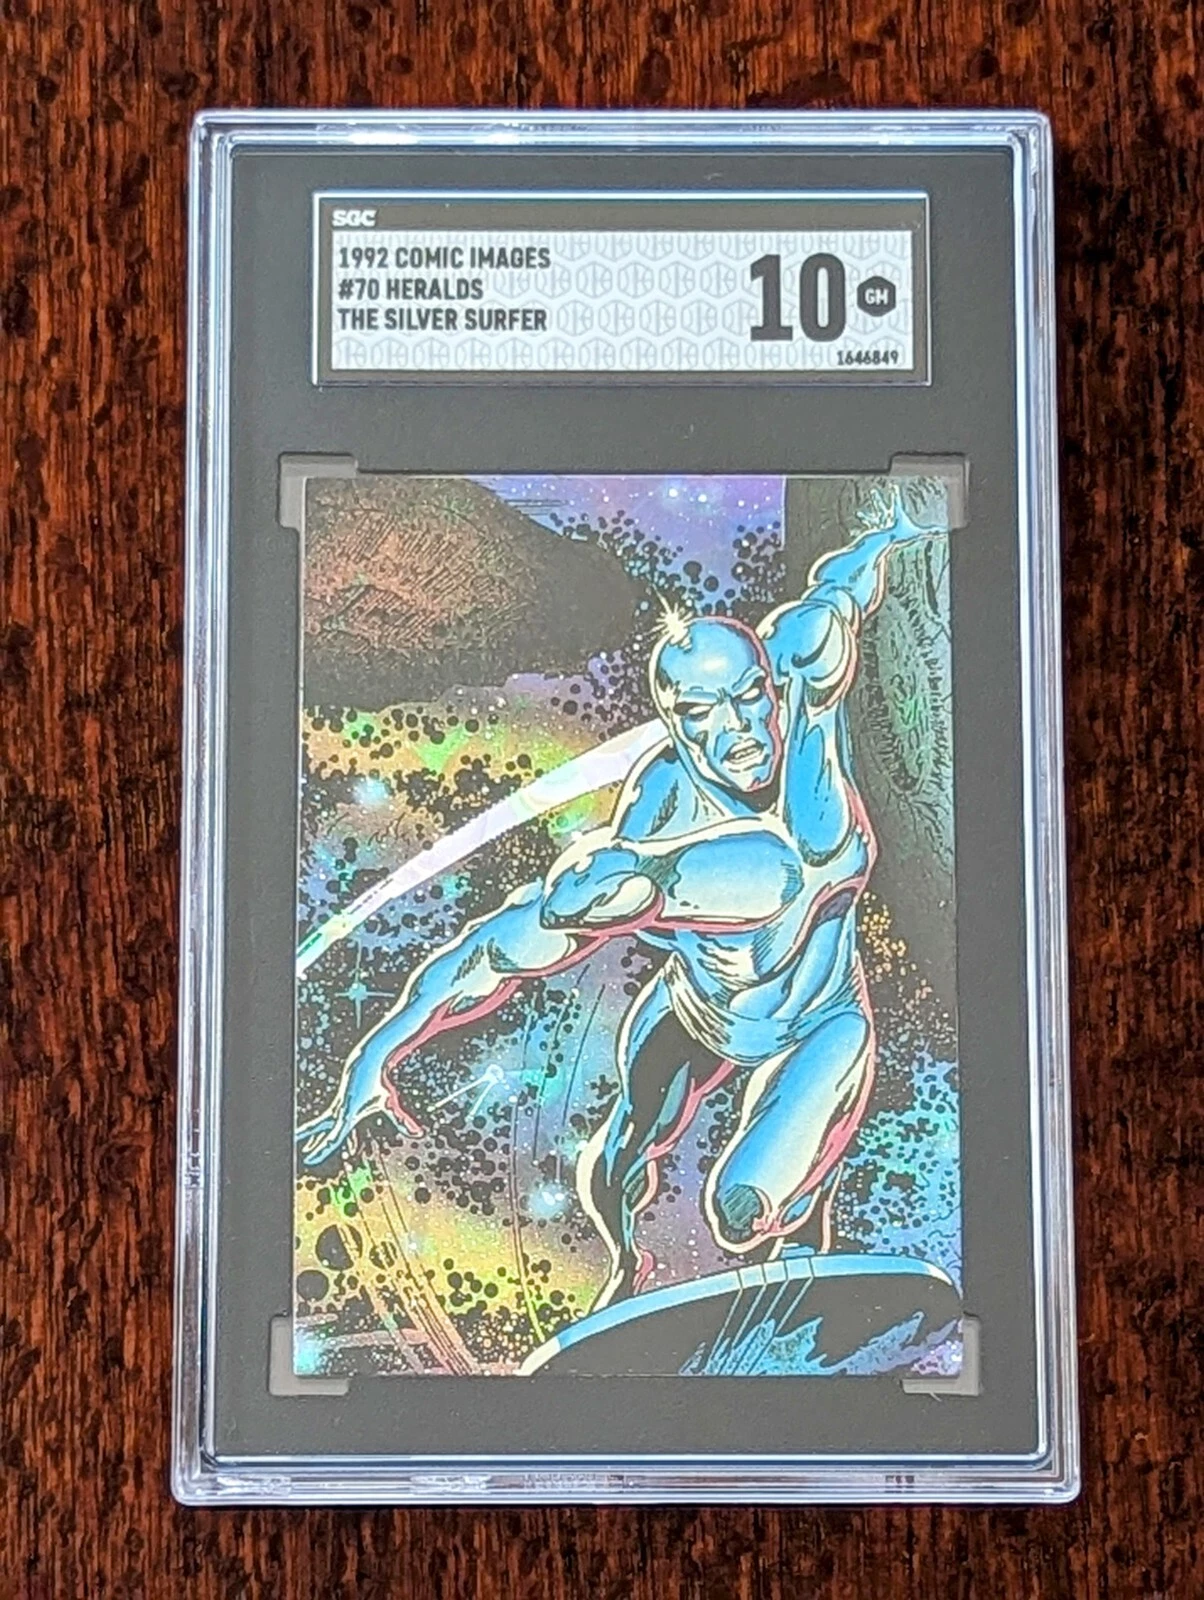 SGC
1992 COMIC IMAGES
#70 HERALDS
THE SILVER SURFER
10 GM
1646849